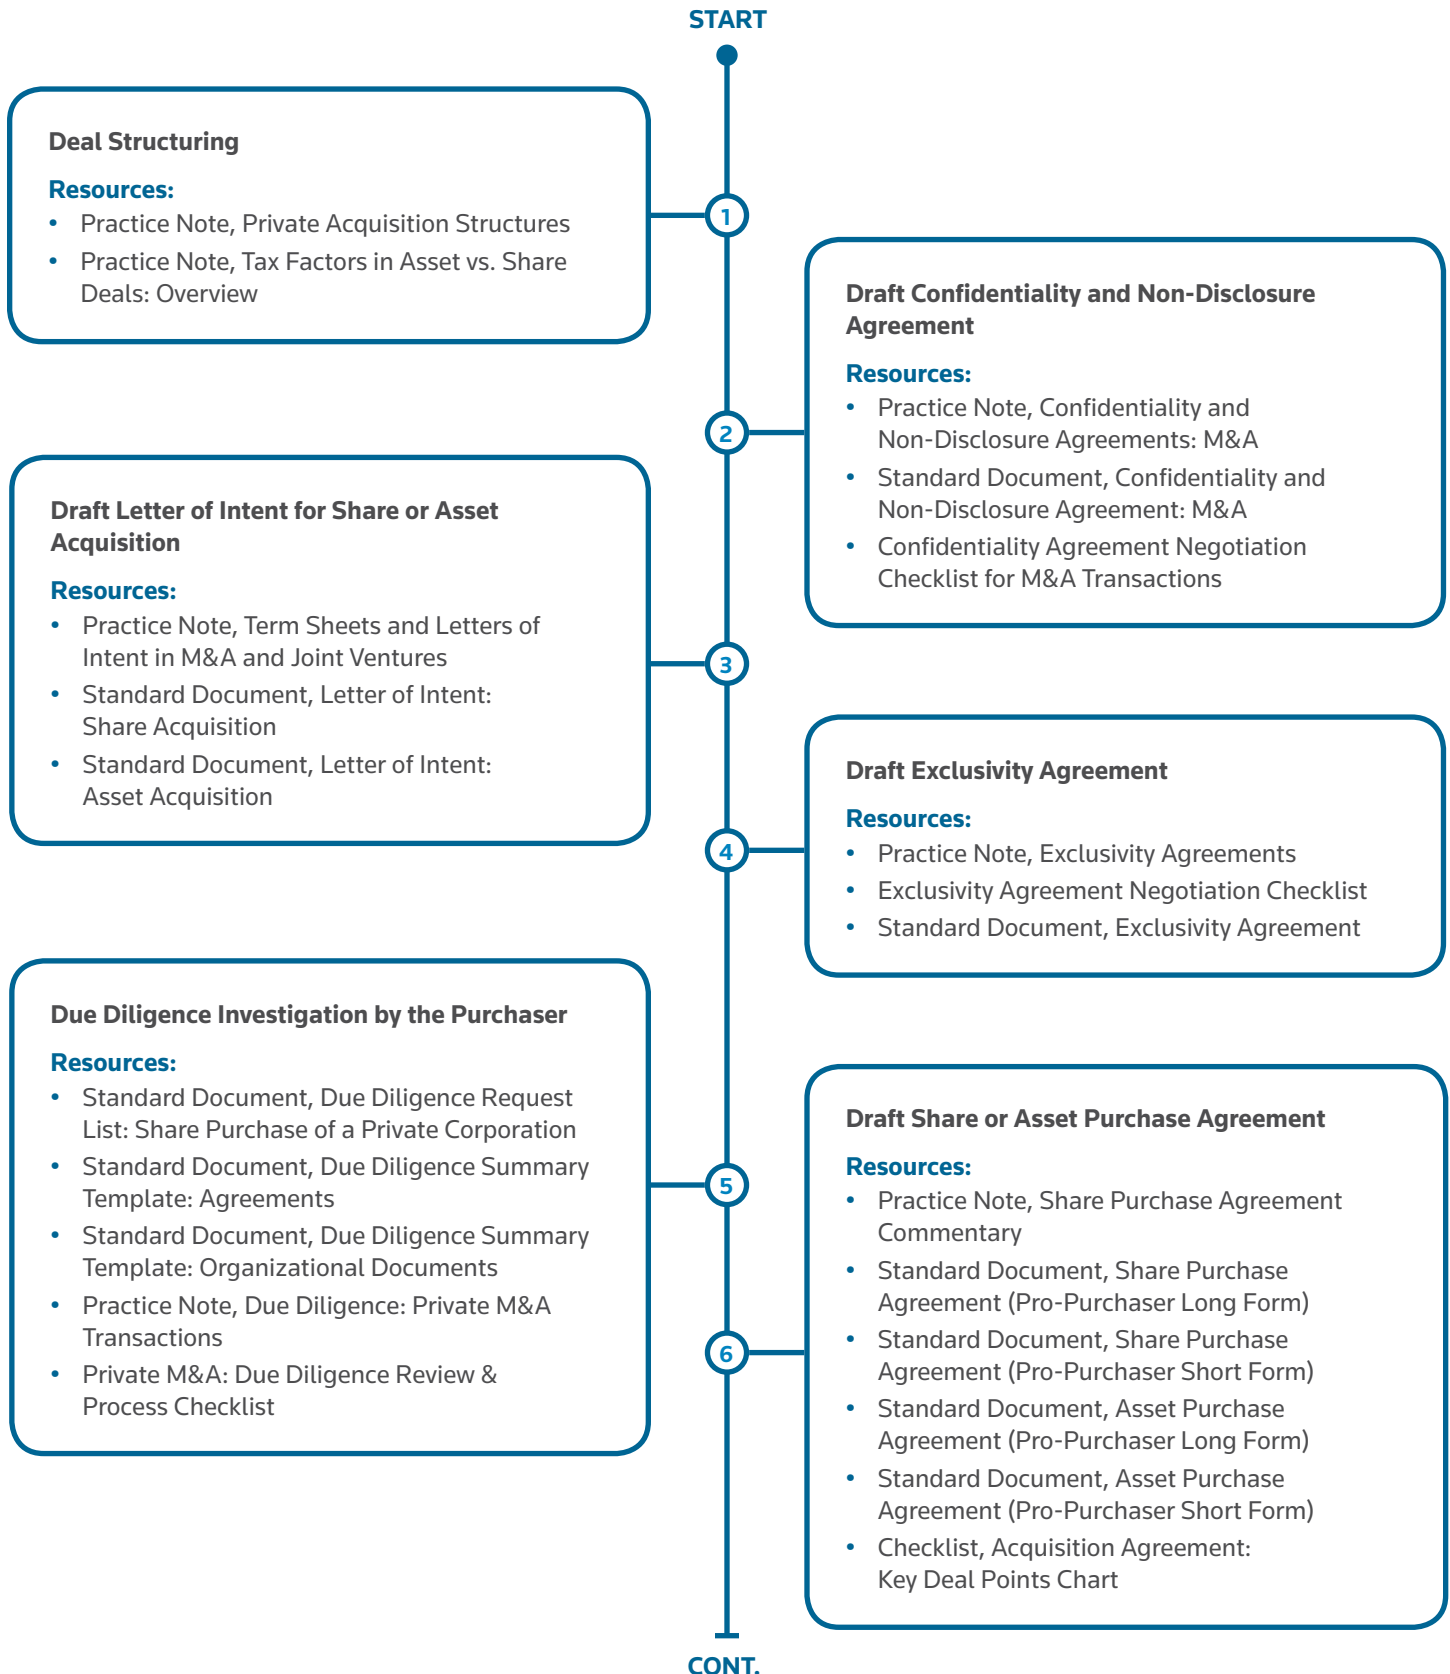 START
Deal Structuring
Resources:
• Practice Note, Private Acquisition Structures
• Practice Note, Tax Factors in Asset vs. Share
Deals: Overview
1
Draft Confidentiality and Non-Disclosure
Agreement
Resources:
• Practice Note, Confidentiality and
Non-Disclosure Agreements: M&A
• Standard Document, Confidentiality and
Non-Disclosure Agreement: M&A
• Confidentiality Agreement Negotiation
Checklist for M&A Transactions
2
Draft Letter of Intent for Share or Asset
Acquisition
Resources:
• Practice Note, Term Sheets and Letters of
Intent in M&A and Joint Ventures
• Standard Document, Letter of Intent:
Share Acquisition
• Standard Document, Letter of Intent:
Asset Acquisition
3
Draft Exclusivity Agreement
Resources:
• Practice Note, Exclusivity Agreements
• Exclusivity Agreement Negotiation Checklist
• Standard Document, Exclusivity Agreement
4
Due Diligence Investigation by the Purchaser
Resources:
• Standard Document, Due Diligence Request
List: Share Purchase of a Private Corporation
• Standard Document, Due Diligence Summary
Template: Agreements
• Standard Document, Due Diligence Summary
Template: Organizational Documents
• Practice Note, Due Diligence: Private M&A
Transactions
• Private M&A: Due Diligence Review &
Process Checklist
5
Draft Share or Asset Purchase Agreement
Resources:
• Practice Note, Share Purchase Agreement
Commentary
• Standard Document, Share Purchase
Agreement (Pro-Purchaser Long Form)
• Standard Document, Share Purchase
Agreement (Pro-Purchaser Short Form)
• Standard Document, Asset Purchase
Agreement (Pro-Purchaser Long Form)
• Standard Document, Asset Purchase
Agreement (Pro-Purchaser Short Form)
• Checklist, Acquisition Agreement:
Key Deal Points Chart
6
CONT.